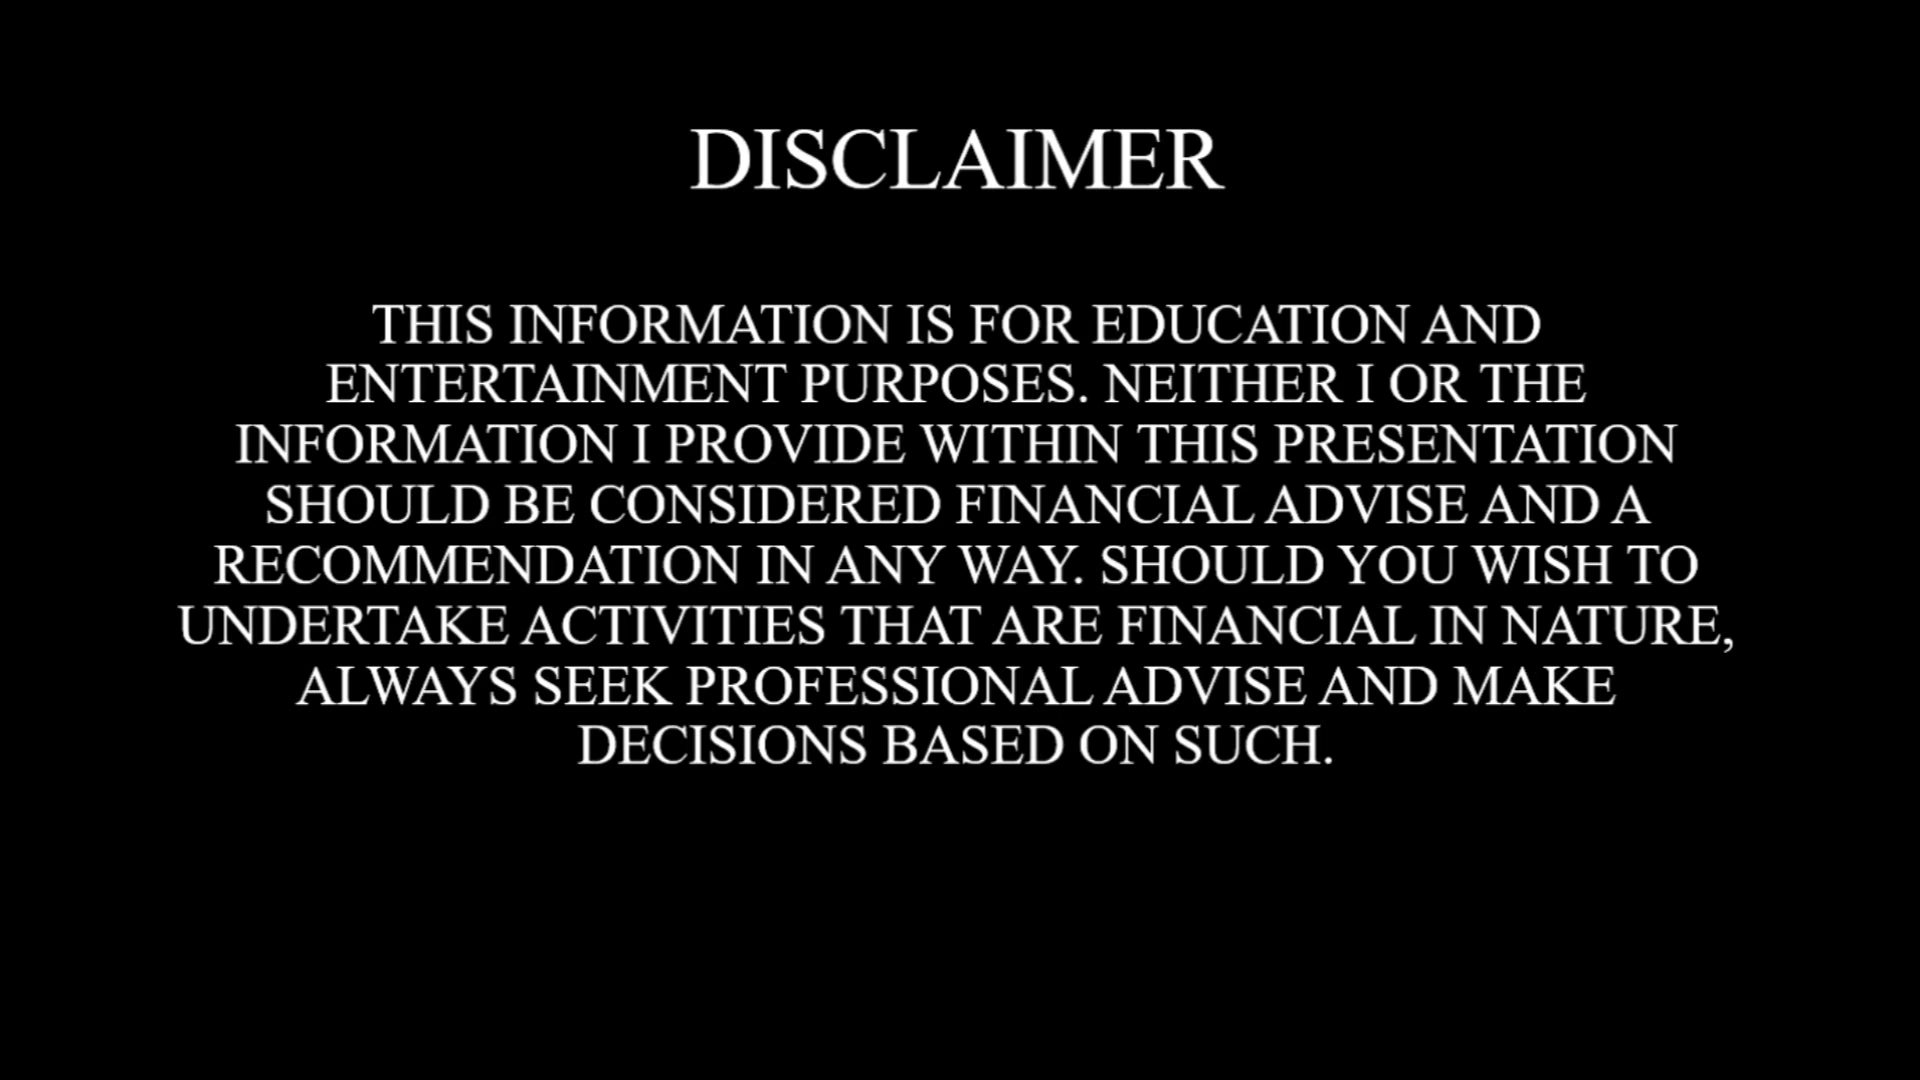 DISCLAIMER
THIS INFORMATION IS FOR EDUCATION AND
ENTERTAINMENT PURPOSES. NEITHER I OR THE
INFORMATION I PROVIDE WITHIN THIS PRESENTATION
SHOULD BE CONSIDERED FINANCIAL ADVISE AND A
RECOMMENDATION IN ANY WAY. SHOULD YOU WISH TO
UNDERTAKE ACTIVITIES THAT ARE FINANCIAL IN NATURE,
ALWAYS SEEK PROFESSIONAL ADVISE AND MAKE
DECISIONS BASED ON SUCH.